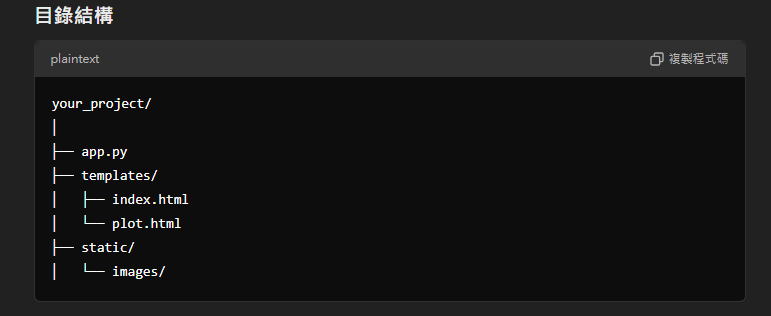 目錄結構
plaintext 複製程式碼
your_project/
│
├── app.py
├── templates/
│   ├── index.html
│   └── plot.html
├── static/
│   └── images/